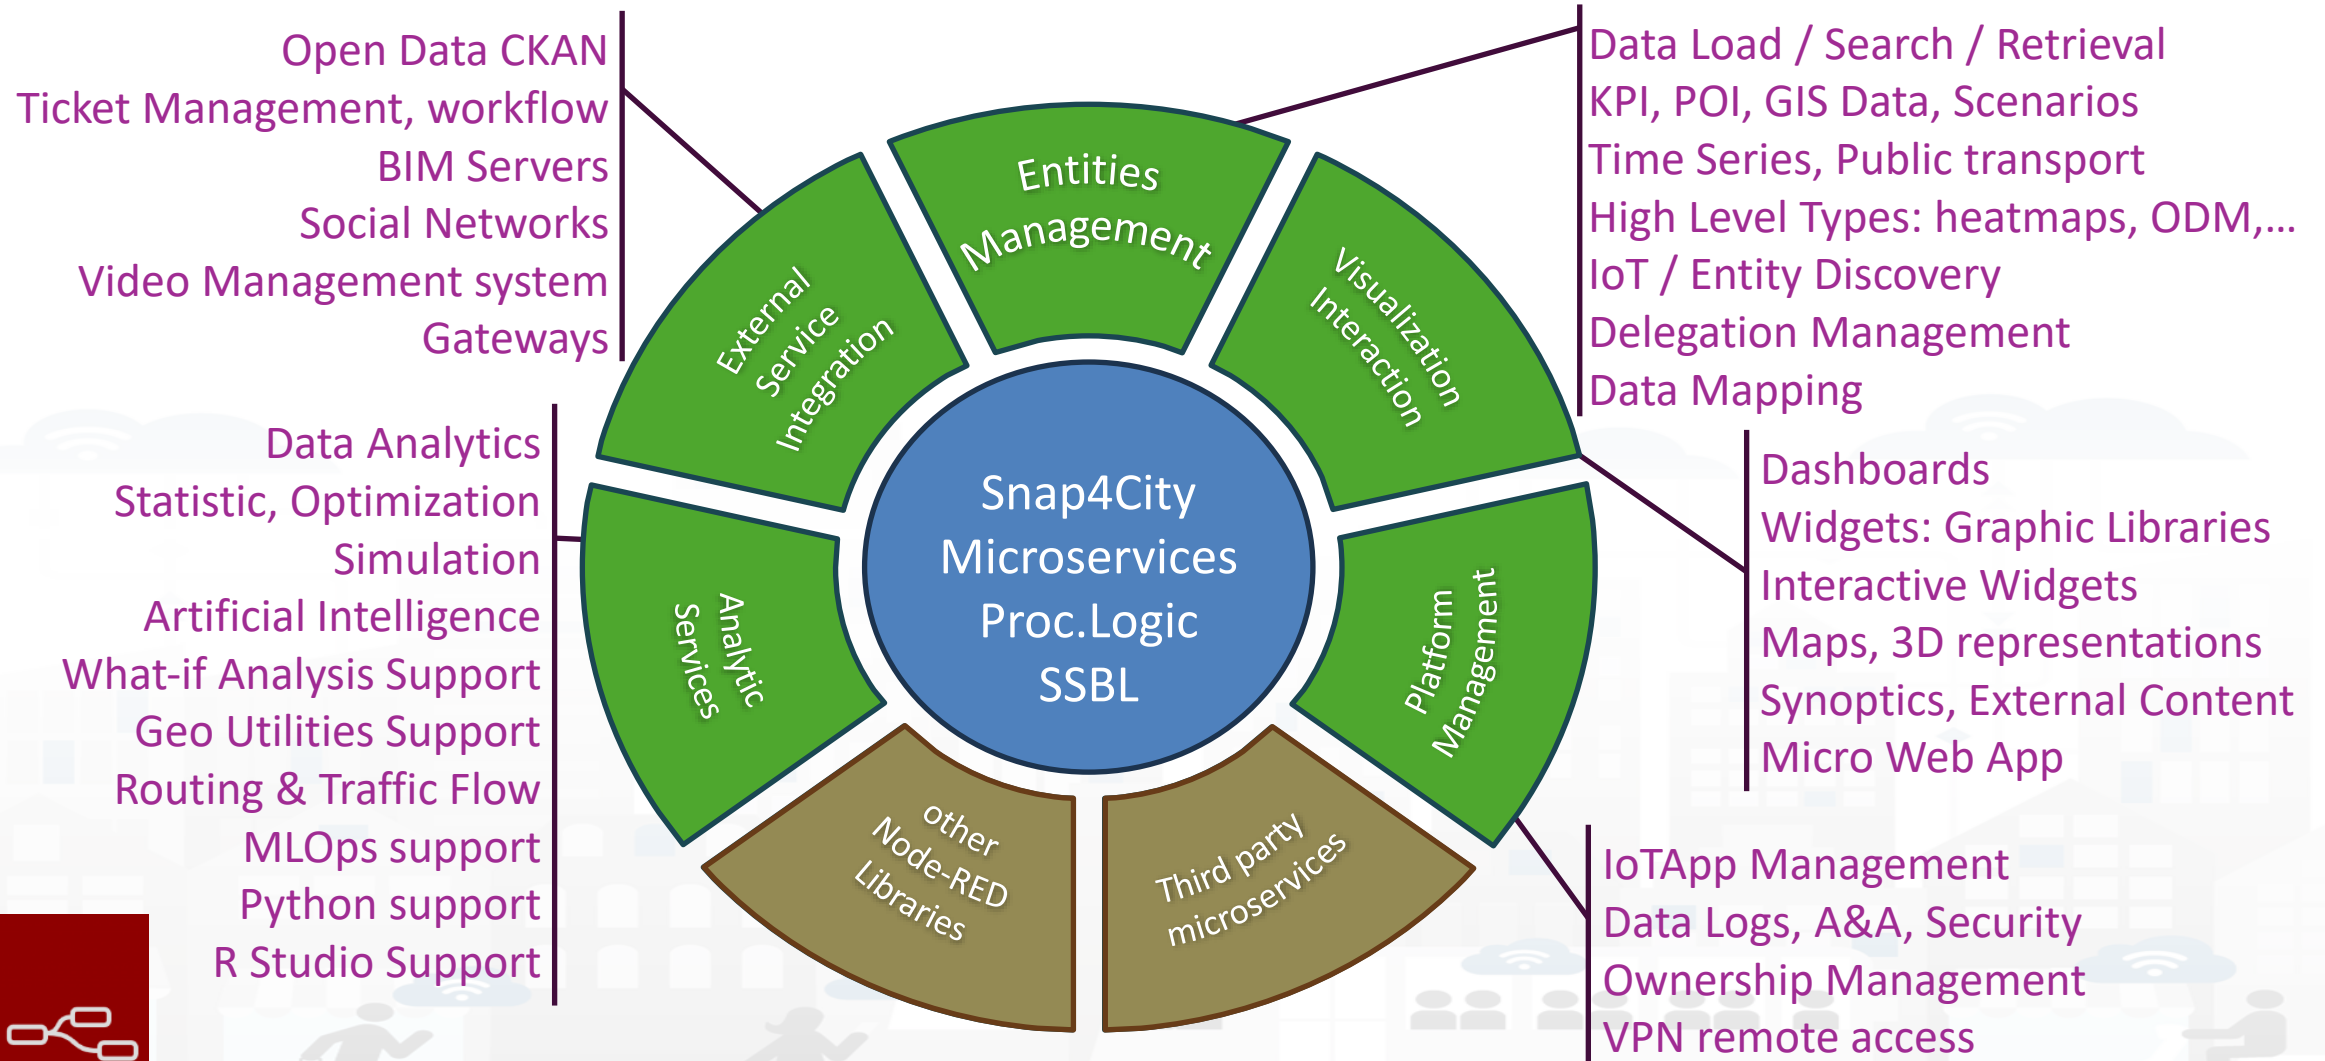 Open Data CKAN
Ticket Management, workflow
BIM Servers
Social Networks
Video Management system
Gateways
Data Analytics
Statistic, Optimization
Simulation
Artificial Intelligence
What-if Analysis Support
Geo Utilities Support
Routing & Traffic Flow
MLOps support
Python support
R Studio Support
Entities
Management
External
Service
Integration
Visualization
Interaction
Analytic
Services
Platform
Management
other
Node-RED
Libraries
Third party
microservices
Snap4City
Microservices
Proc.Logic
SSBL
Data Load / Search / Retrieval
KPI, POI, GIS Data, Scenarios
Time Series, Public transport
High Level Types: heatmaps, ODM,...
IoT / Entity Discovery
Delegation Management
Data Mapping
Dashboards
Widgets: Graphic Libraries
Interactive Widgets
Maps, 3D representations
Synoptics, External Content
Micro Web App
IoTApp Management
Data Logs, A&A, Security
Ownership Management
VPN remote access